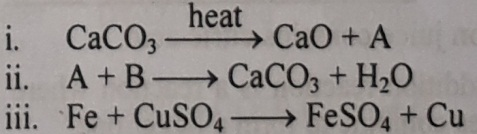 i. CaCO₃ —heat→ CaO + A
ii. A + B ⟶ CaCO₃ + H₂O
iii. Fe + CuSO₄ ⟶ FeSO₄ + Cu